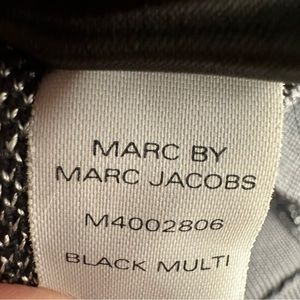 MARC BY
MARC JACOBS
M4002806
BLACK MULTI